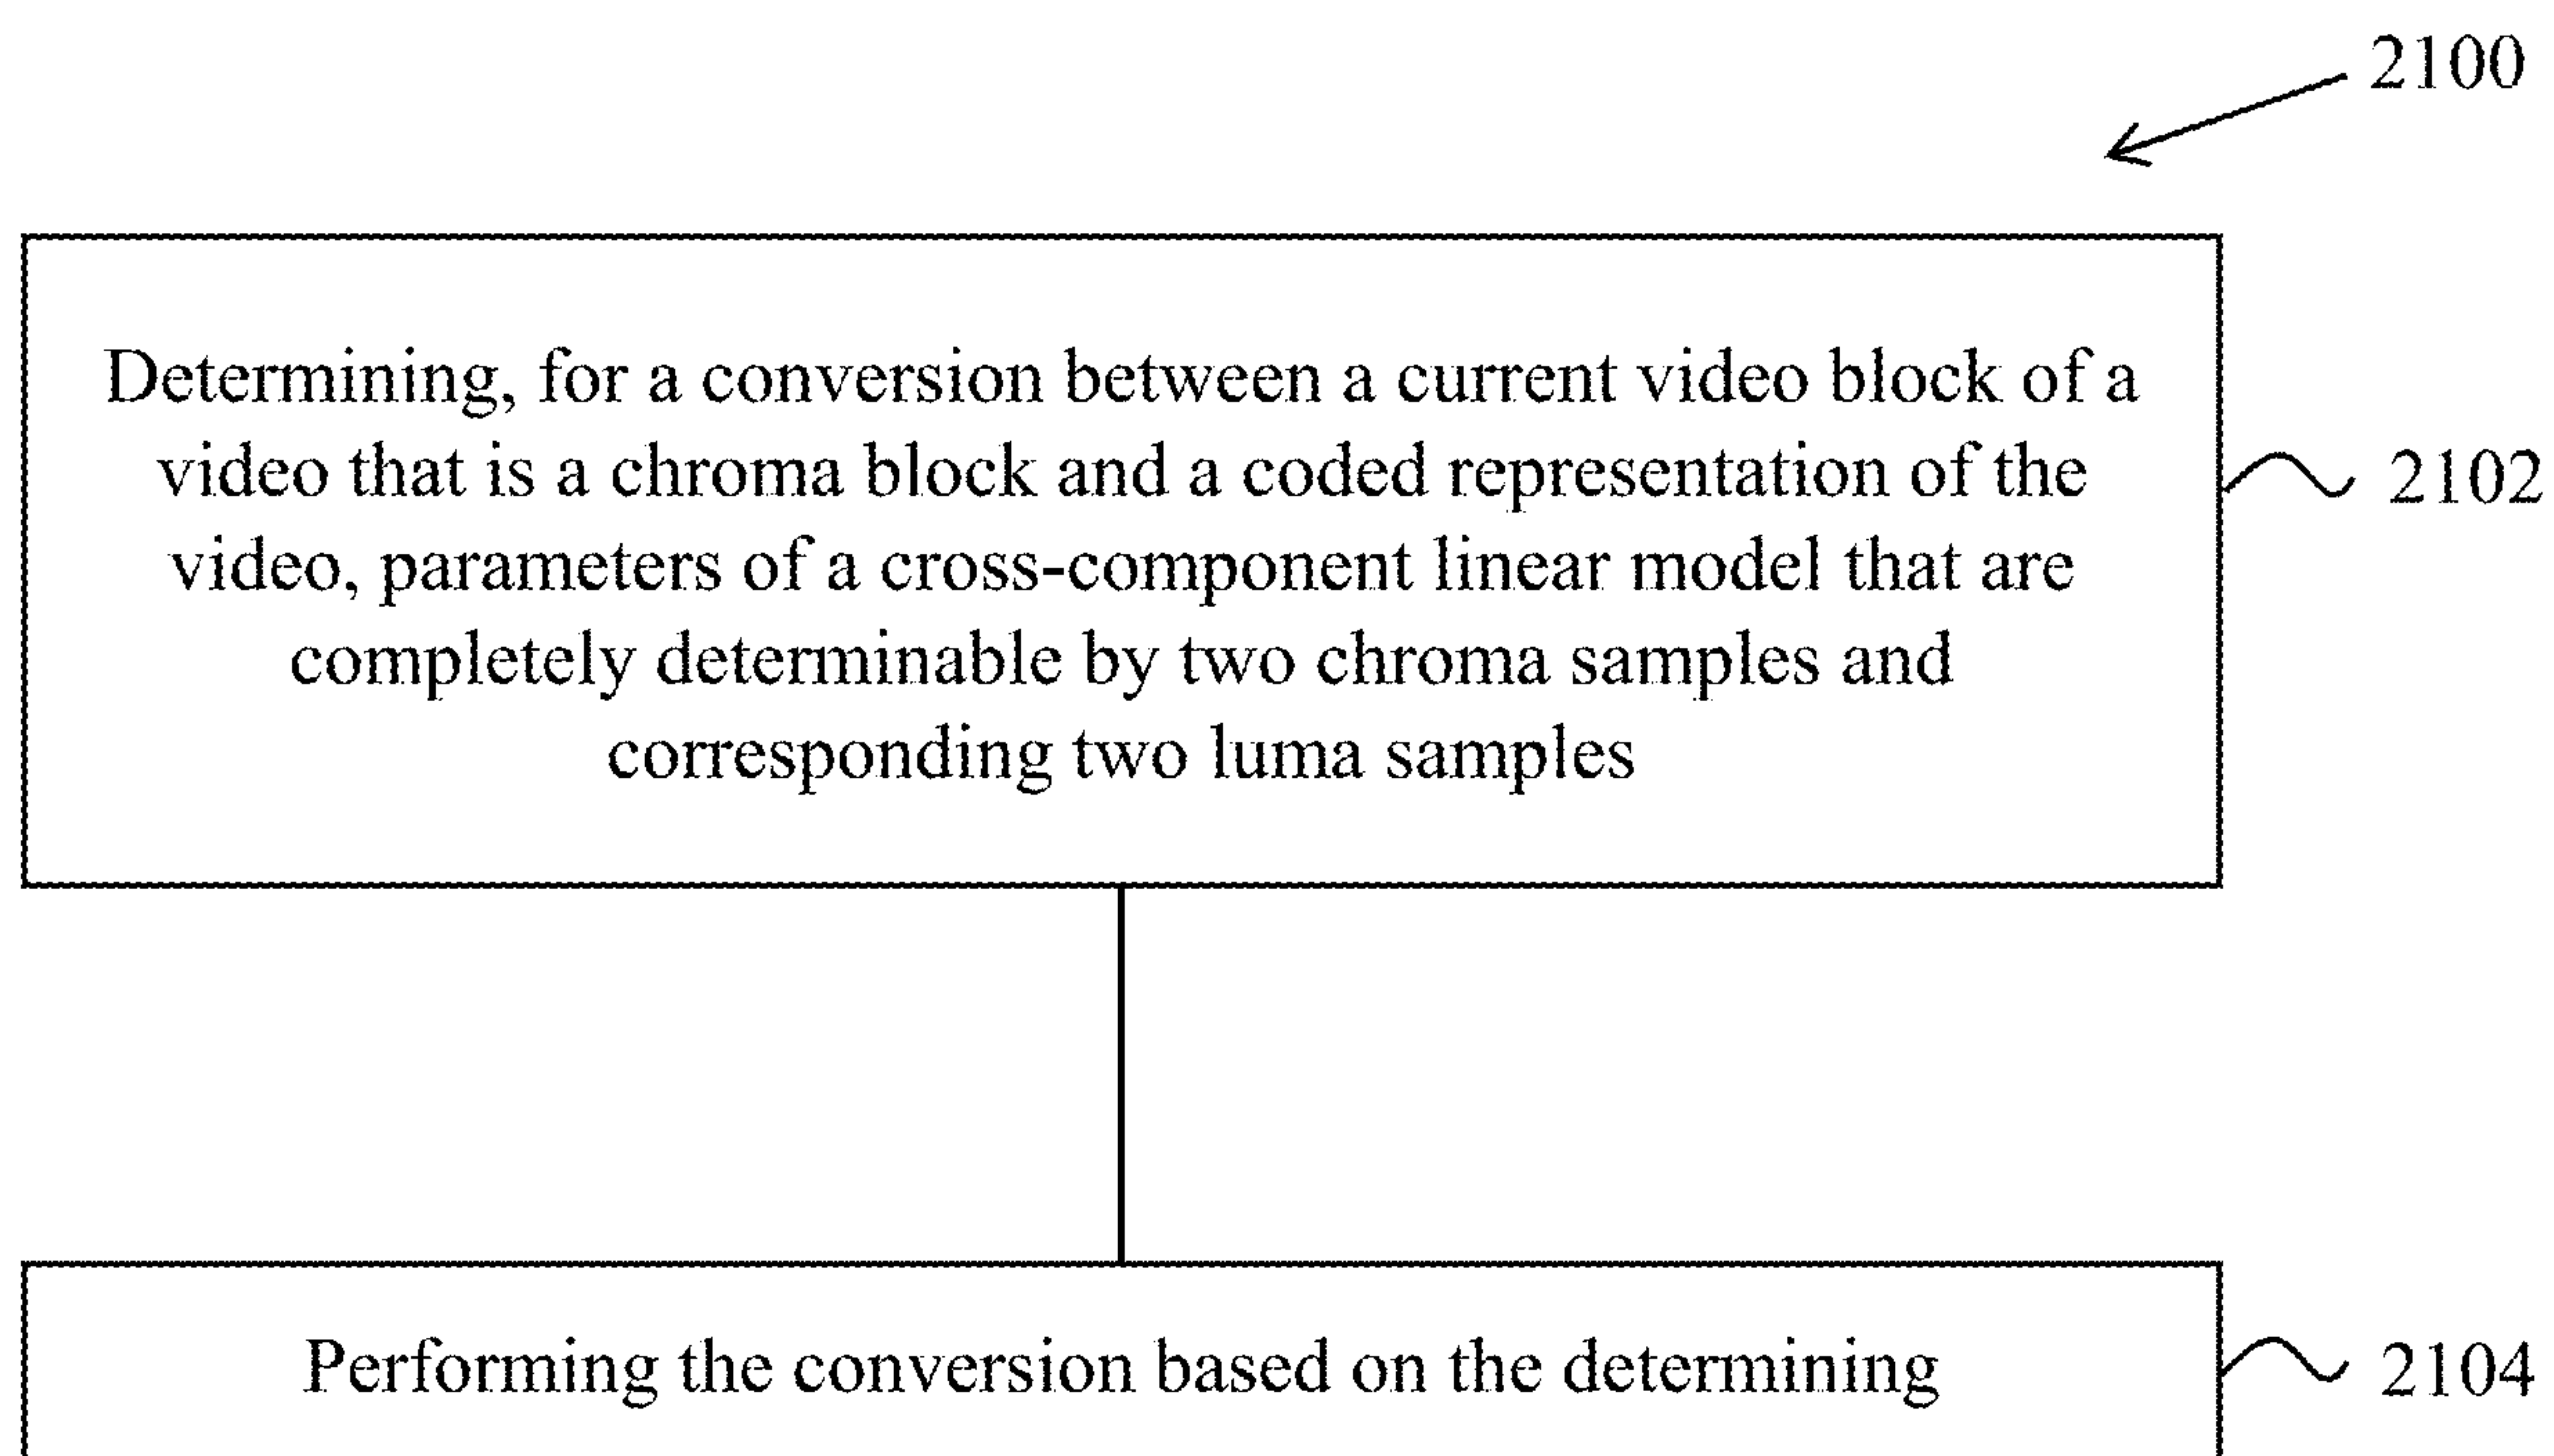 2100
Determining, for a conversion between a current video block of a
video that is a chroma block and a coded representation of the
video, parameters of a cross-component linear model that are
completely determinable by two chroma samples and
corresponding two luma samples
2102
Performing the conversion based on the determining
2104